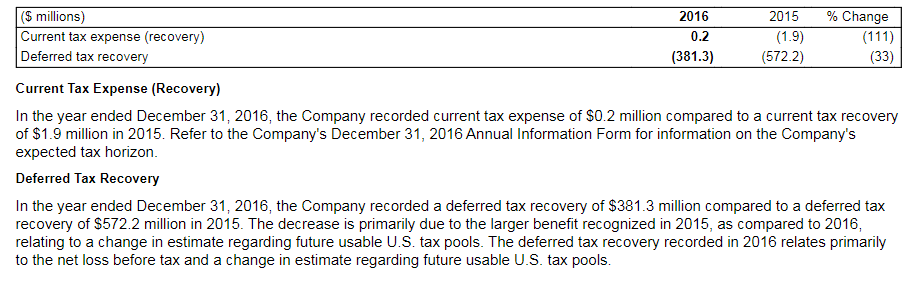 ($ millions) 2016 2015 % Change
Current tax expense (recovery) 0.2 (1.9) (111)
Deferred tax recovery (381.3) (572.2) (33)
Current Tax Expense (Recovery)
In the year ended December 31, 2016, the Company recorded current tax expense of $0.2 million compared to a current tax recovery
of $1.9 million in 2015. Refer to the Company's December 31, 2016 Annual Information Form for information on the Company's
expected tax horizon.
Deferred Tax Recovery
In the year ended December 31, 2016, the Company recorded a deferred tax recovery of $381.3 million compared to a deferred tax
recovery of $572.2 million in 2015. The decrease is primarily due to the larger benefit recognized in 2015, as compared to 2016,
relating to a change in estimate regarding future usable U.S. tax pools. The deferred tax recovery recorded in 2016 relates primarily
to the net loss before tax and a change in estimate regarding future usable U.S. tax pools.